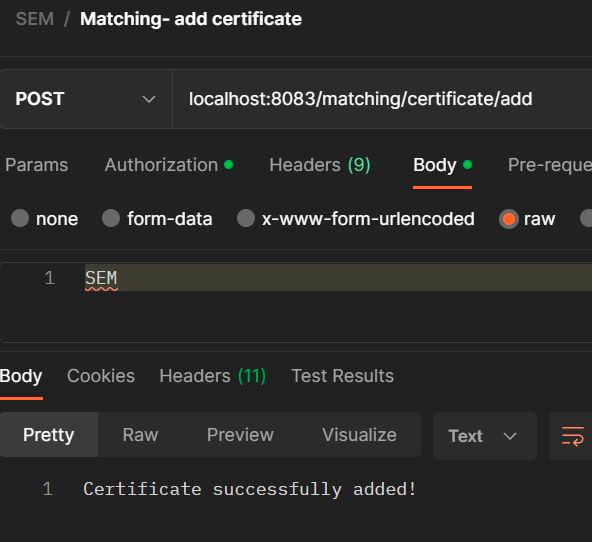 SEM / Matching- add certificate
POST localhost:8083/matching/certificate/add
Params Authorization Headers (9) Body Pre-reque
none form-data x-www-form-urlencoded raw
1 SEM
Body Cookies Headers (11) Test Results
Pretty Raw Preview Visualize Text
1 Certificate successfully added!